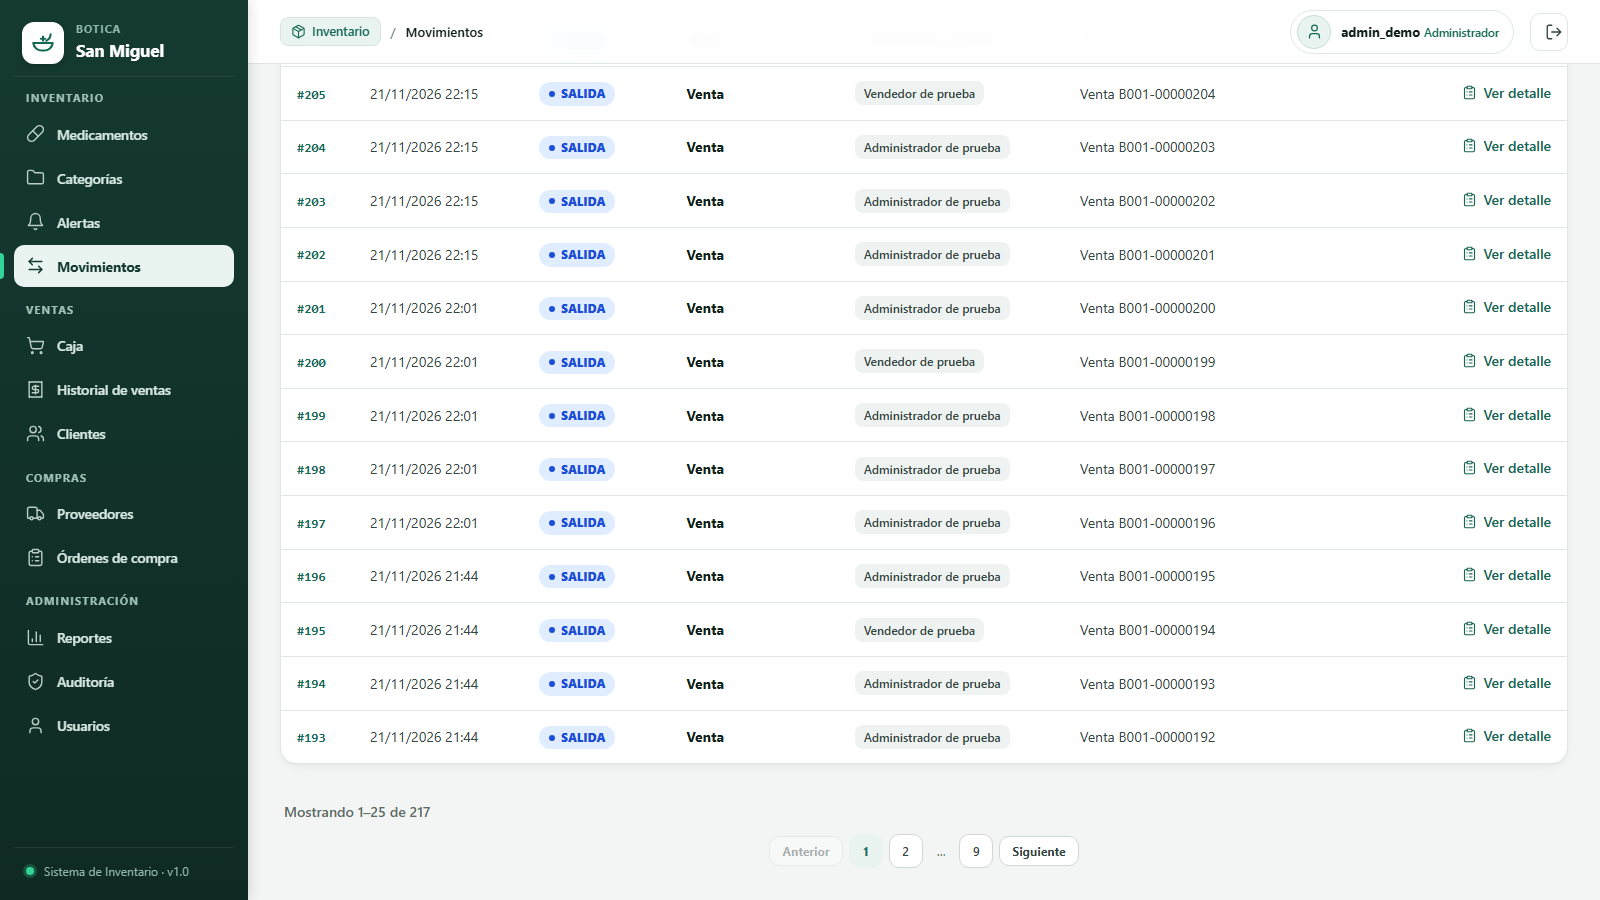 BOTICA
San Miguel
INVENTARIO
Medicamentos
Categorías
Alertas
Movimientos
VENTAS
Caja
Historial de ventas
Clientes
COMPRAS
Proveedores
Órdenes de compra
ADMINISTRACIÓN
Reportes
Auditoría
Usuarios
Sistema de Inventario · v1.0
Inventario / Movimientos
admin_demo Administrador
#205 21/11/2026 22:15 SALIDA Venta Vendedor de prueba Venta B001-00000204 Ver detalle
#204 21/11/2026 22:15 SALIDA Venta Administrador de prueba Venta B001-00000203 Ver detalle
#203 21/11/2026 22:15 SALIDA Venta Administrador de prueba Venta B001-00000202 Ver detalle
#202 21/11/2026 22:15 SALIDA Venta Administrador de prueba Venta B001-00000201 Ver detalle
#201 21/11/2026 22:01 SALIDA Venta Administrador de prueba Venta B001-00000200 Ver detalle
#200 21/11/2026 22:01 SALIDA Venta Vendedor de prueba Venta B001-00000199 Ver detalle
#199 21/11/2026 22:01 SALIDA Venta Administrador de prueba Venta B001-00000198 Ver detalle
#198 21/11/2026 22:01 SALIDA Venta Administrador de prueba Venta B001-00000197 Ver detalle
#197 21/11/2026 22:01 SALIDA Venta Administrador de prueba Venta B001-00000196 Ver detalle
#196 21/11/2026 21:44 SALIDA Venta Administrador de prueba Venta B001-00000195 Ver detalle
#195 21/11/2026 21:44 SALIDA Venta Vendedor de prueba Venta B001-00000194 Ver detalle
#194 21/11/2026 21:44 SALIDA Venta Administrador de prueba Venta B001-00000193 Ver detalle
#193 21/11/2026 21:44 SALIDA Venta Administrador de prueba Venta B001-00000192 Ver detalle
Mostrando 1–25 de 217
Anterior 1 2 ... 9 Siguiente